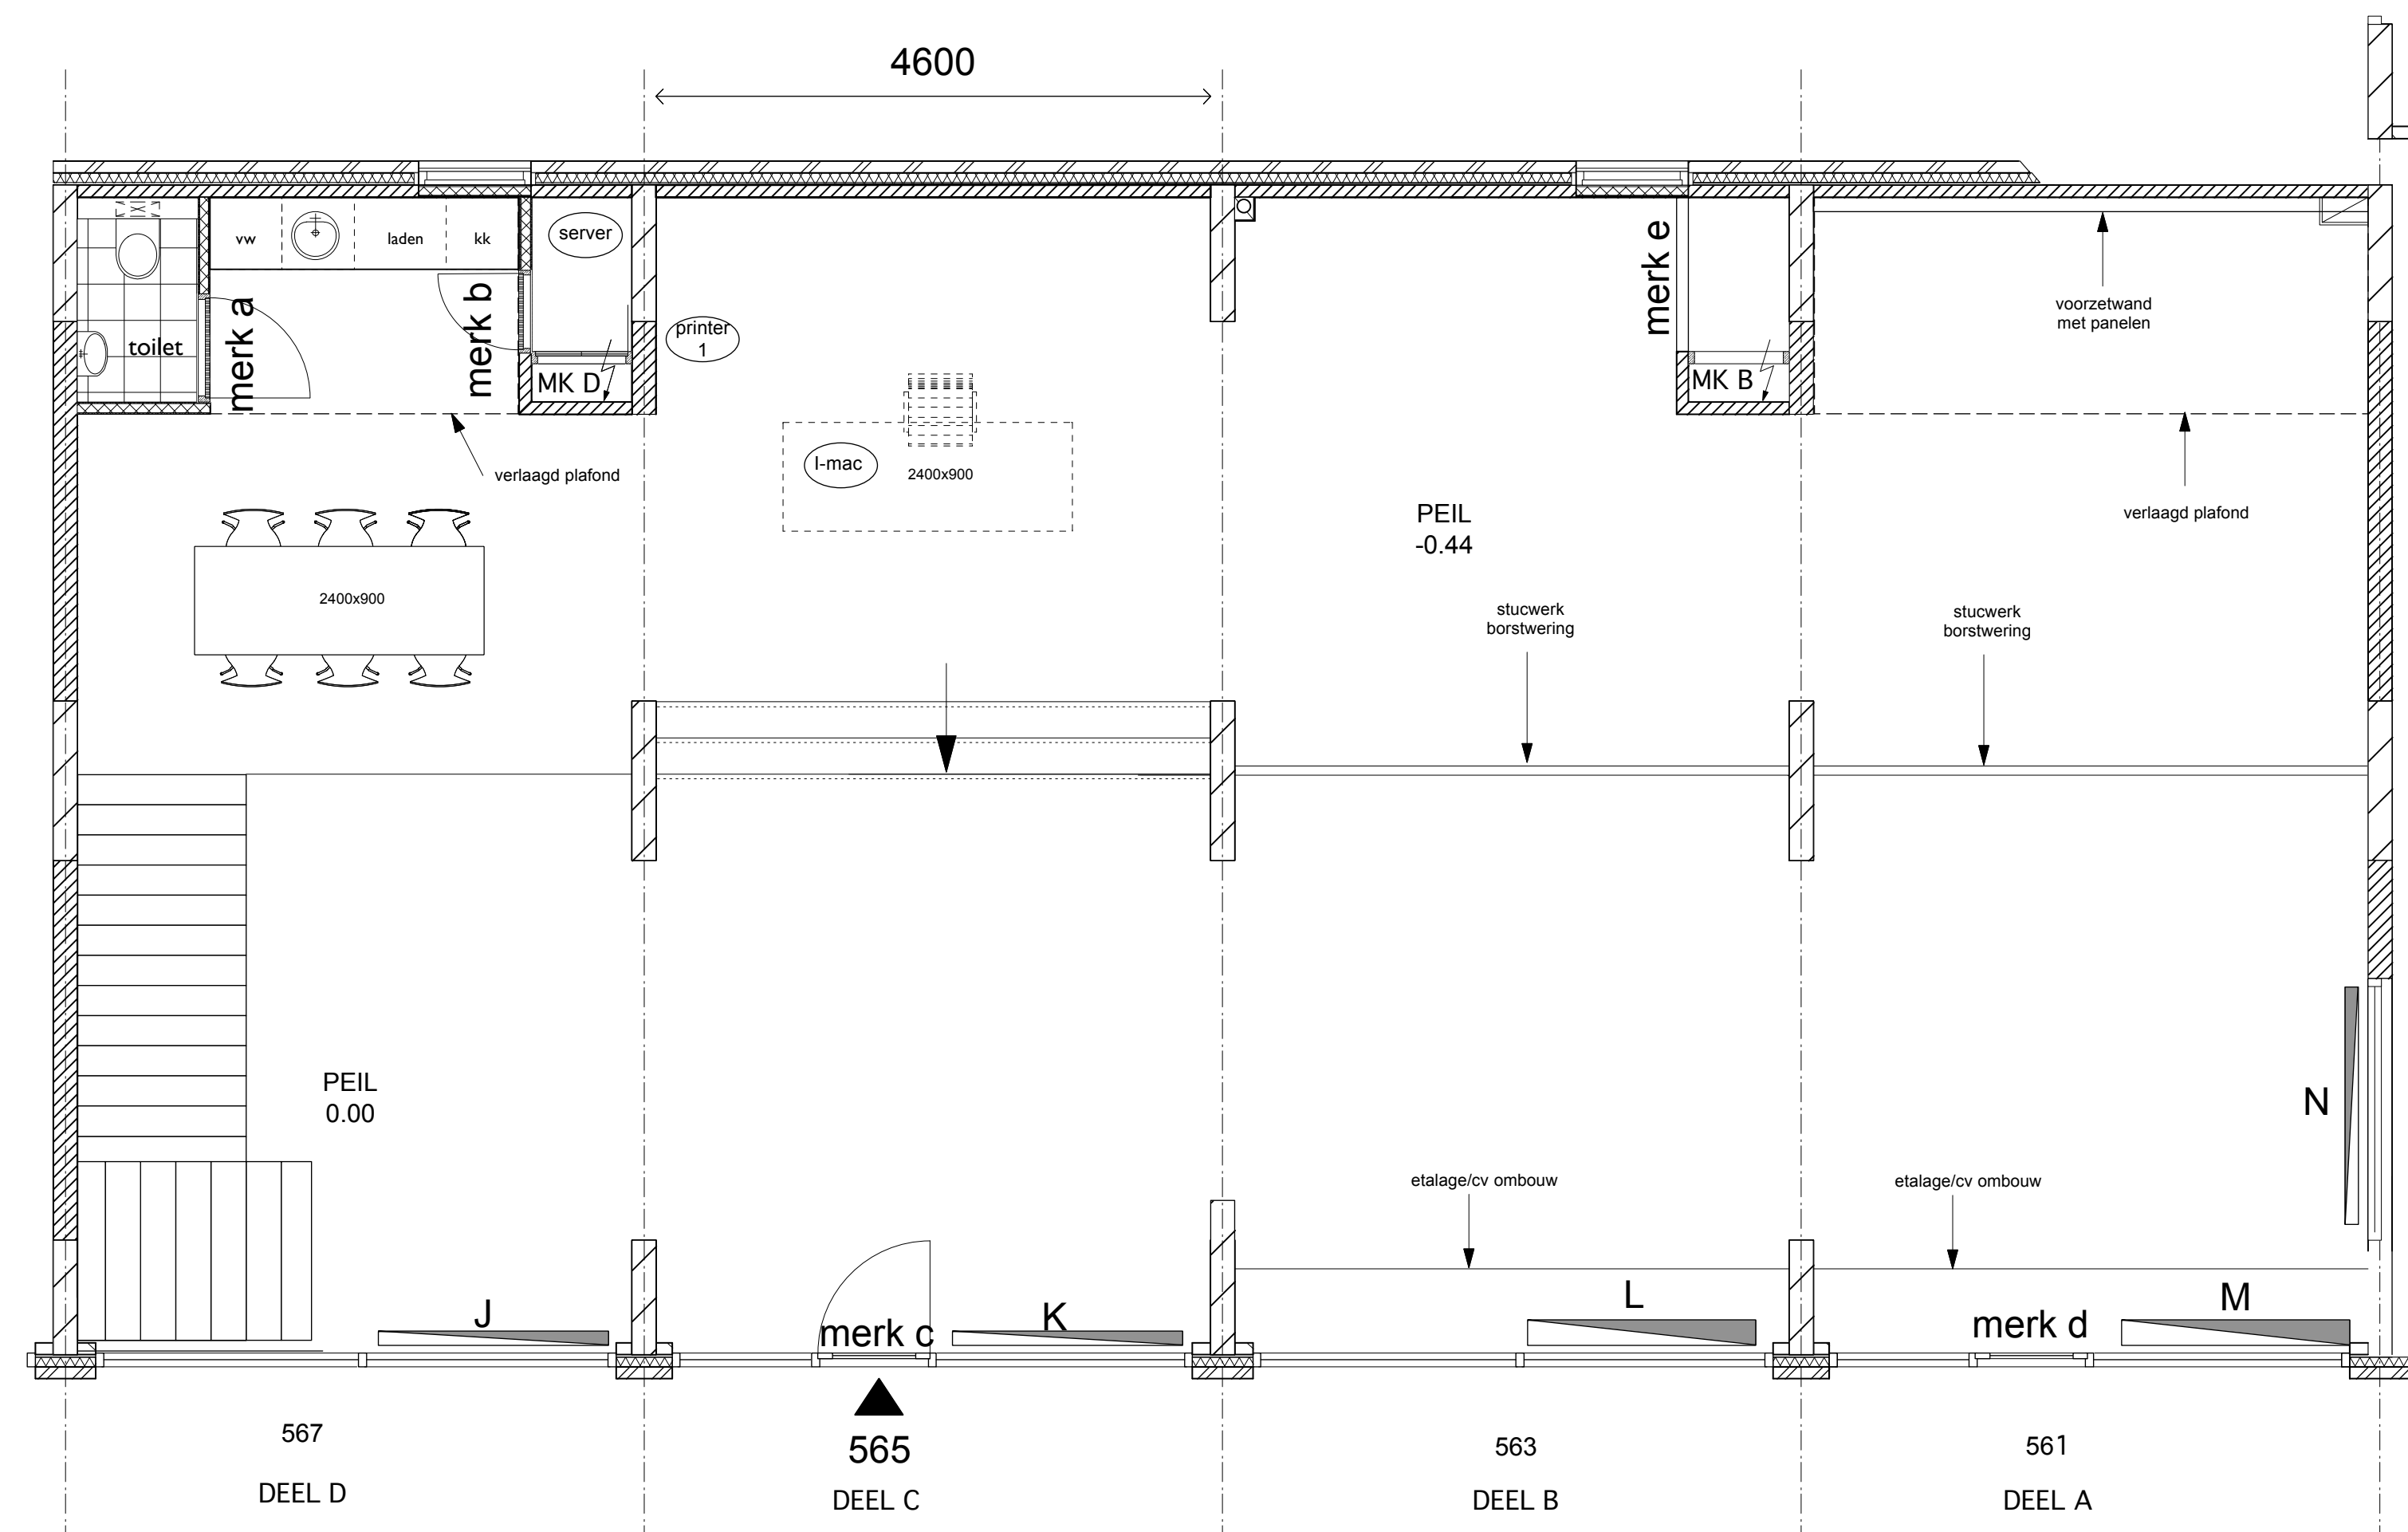 4600
server
vw
laden
kk
merk a
merk b
merk e
toilet
printer
1
MK D
MK B
voorzetwand
met panelen
I-mac
2400x900
verlaagd plafond
PEIL
-0.44
verlaagd plafond
2400x900
stucwerk
borstwering
stucwerk
borstwering
PEIL
0.00
N
etalage/cv ombouw
etalage/cv ombouw
J
K
L
M
merk c
merk d
567
565
563
561
DEEL D
DEEL C
DEEL B
DEEL A